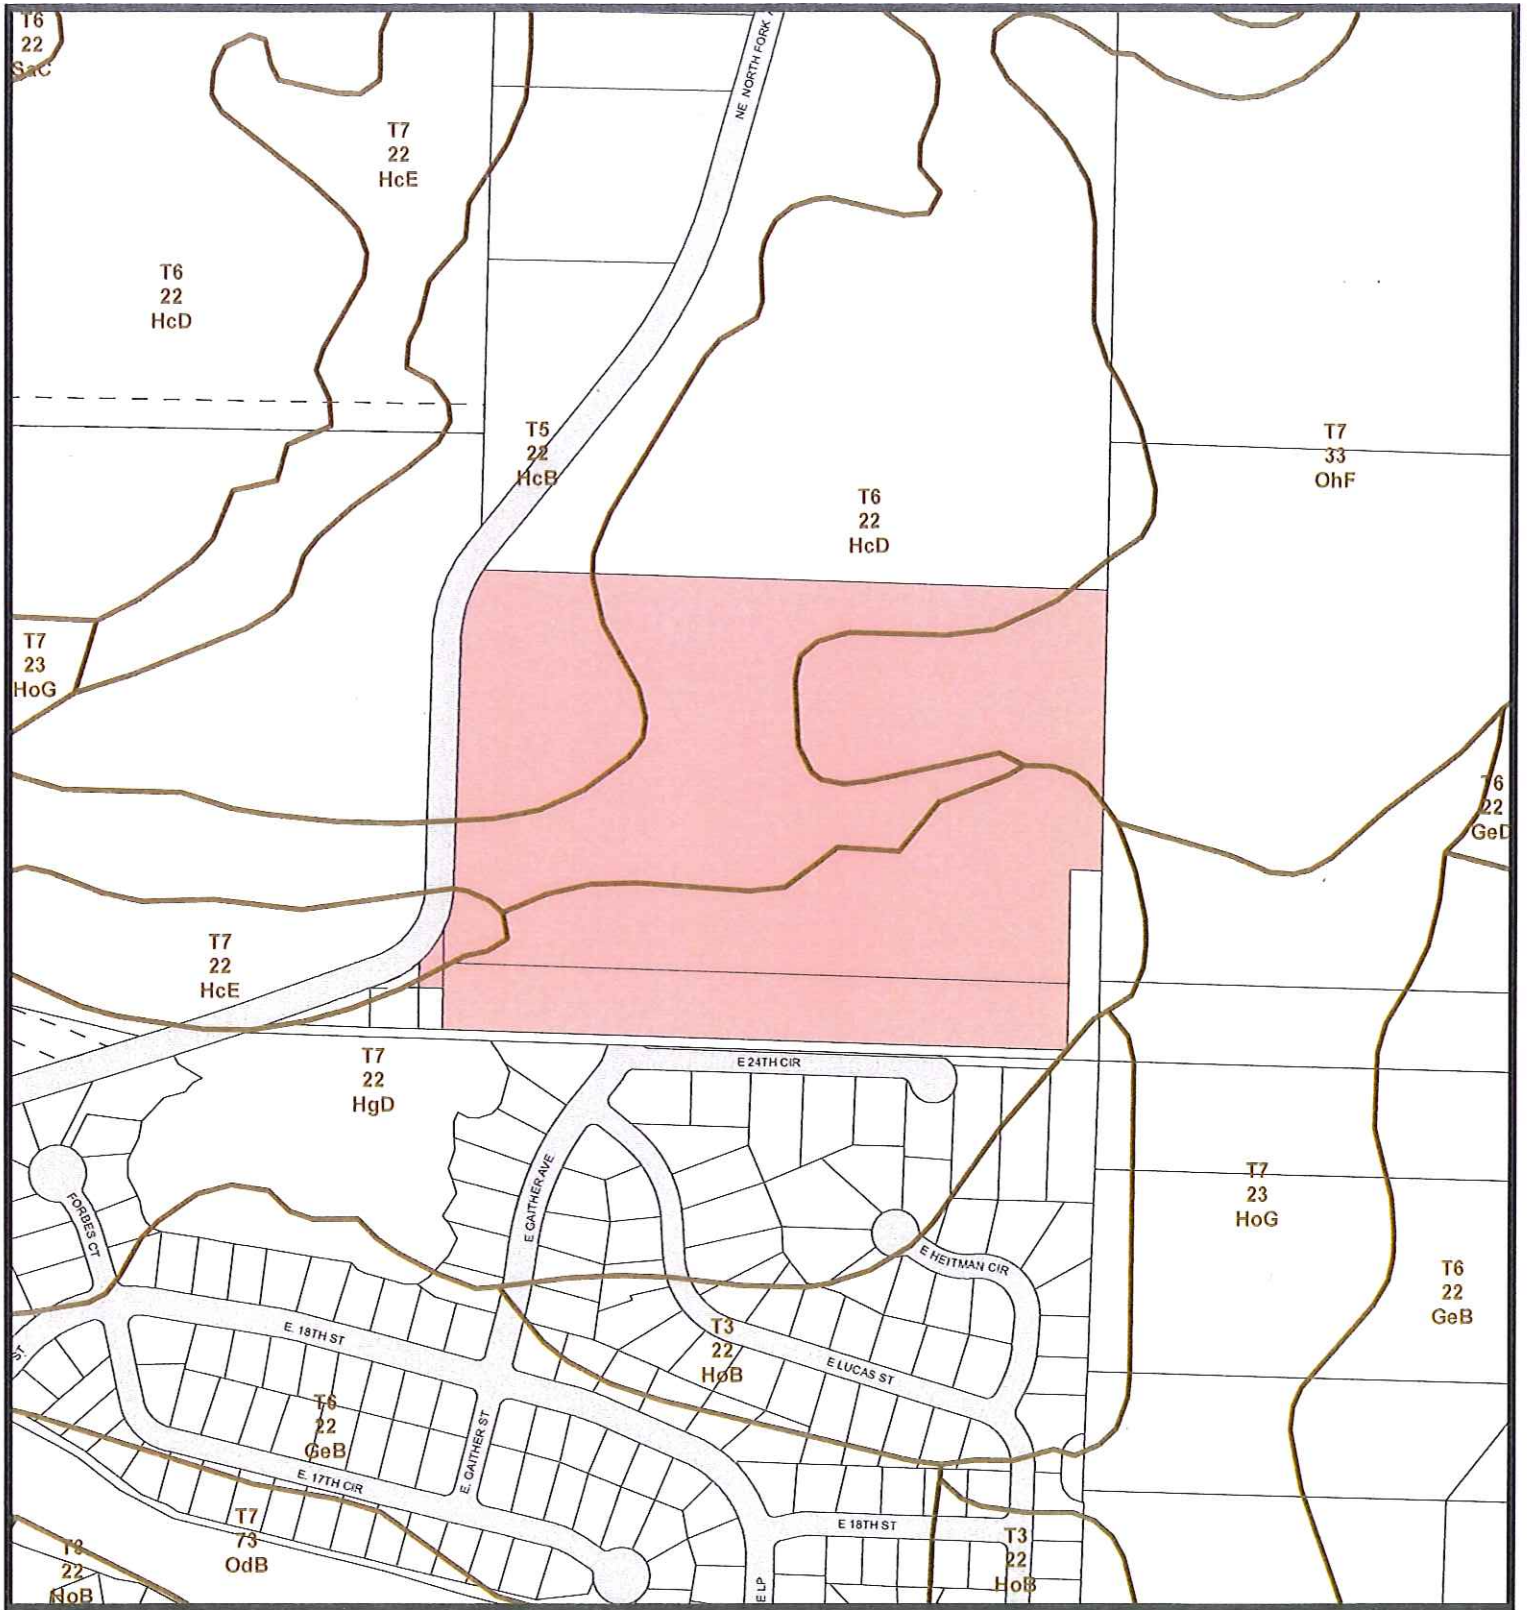 T6
22
SaC
NE NORTH FORK
T7
22
HcE
T6
22
HcD
T5
22
HcB
T7
33
OhF
T6
22
HcD
T7
23
HoG
T6
22
GeD
T7
22
HcE
T7
22
HgD
E 24TH CIR
E GAITHER AVE
FORBES CT
T7
23
HoG
E HEITMAN CIR
T6
22
GeB
E. 18TH ST
T3
22
HoB
E LUCAS ST
ST
T6
22
GeB
E. GAITHER ST
E. 17TH CIR
T7
73
OdB
E 18TH ST
T3
22
HoB
22
HoB
E LP